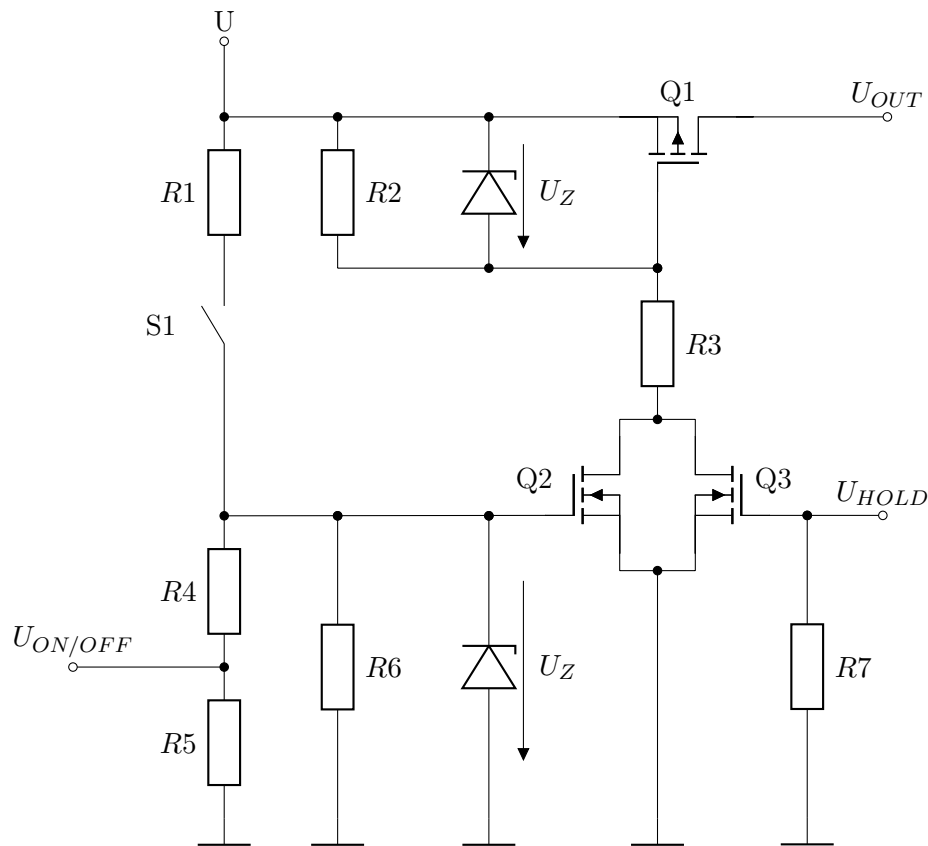 U
Q1
U_OUT
R1
R2
U_Z
S1
R3
Q2
Q3
U_HOLD
R4
U_ON/OFF
R6
U_Z
R7
R5